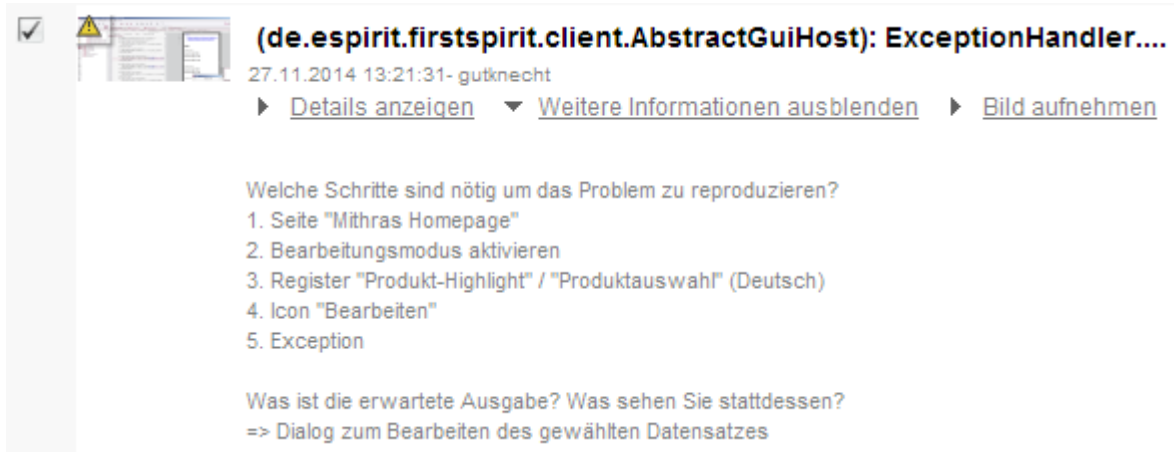 (de.espirit.firstspirit.client.AbstractGuiHost): ExceptionHandler....
27.11.2014 13:21:31- gutknecht
Details anzeigen Weitere Informationen ausblenden Bild aufnehmen
Welche Schritte sind nötig um das Problem zu reproduzieren?
1. Seite "Mithras Homepage"
2. Bearbeitungsmodus aktivieren
3. Register "Produkt-Highlight" / "Produktauswahl" (Deutsch)
4. Icon "Bearbeiten"
5. Exception
Was ist die erwartete Ausgabe? Was sehen Sie stattdessen?
=> Dialog zum Bearbeiten des gewählten Datensatzes